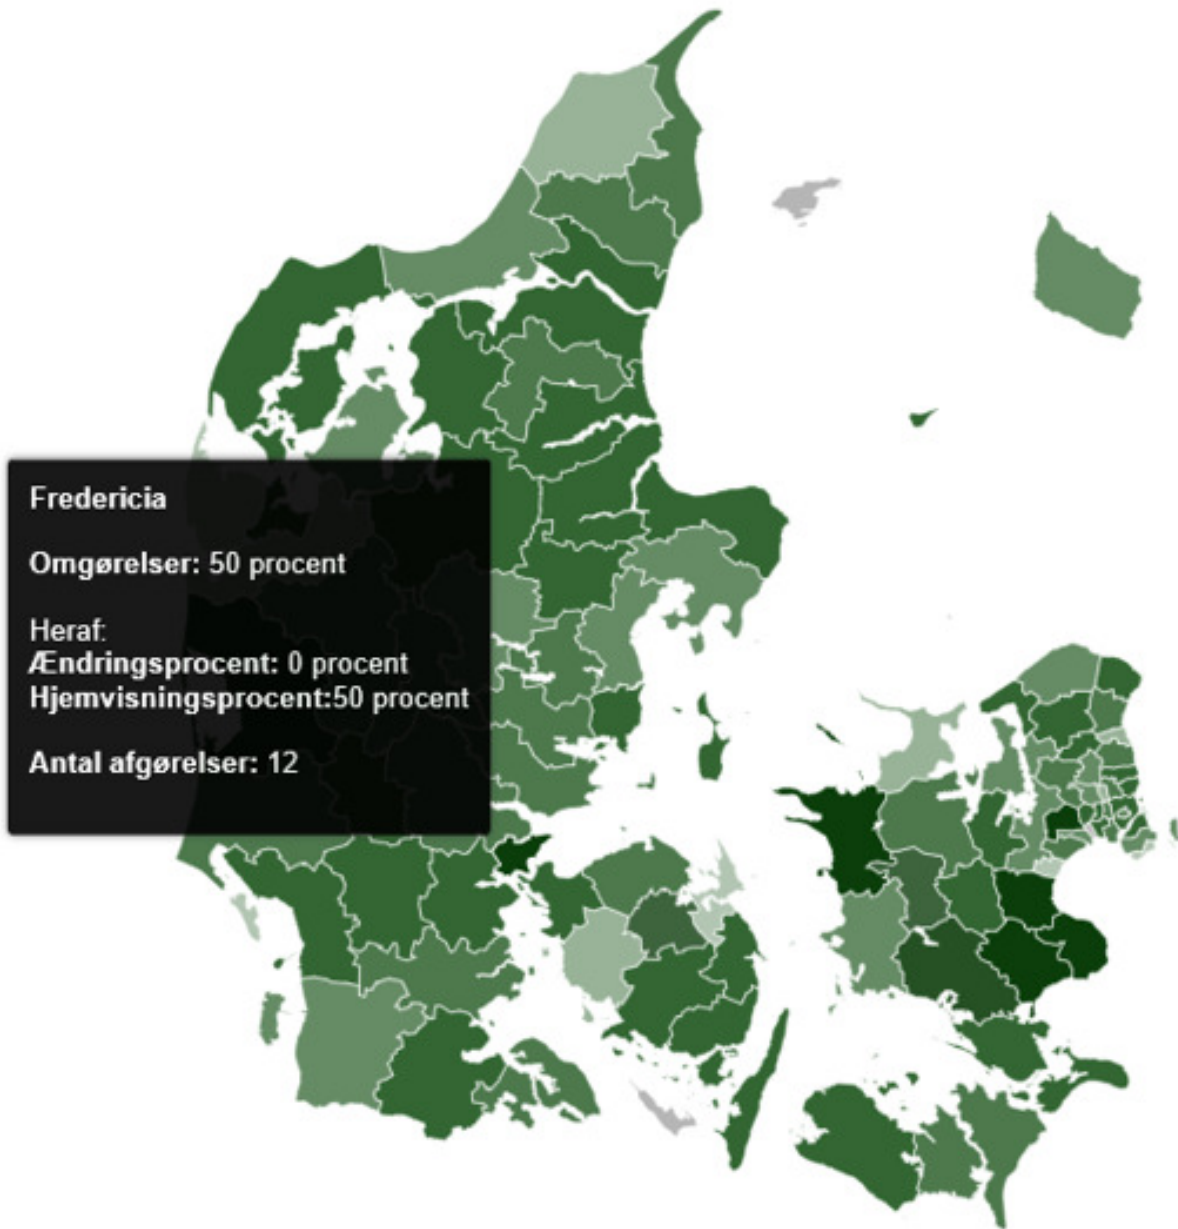 Fredericia
Omgørelser: 50 procent
Heraf:
Ændringsprocent: 0 procent
Hjemvisningsprocent:50 procent
Antal afgørelser: 12